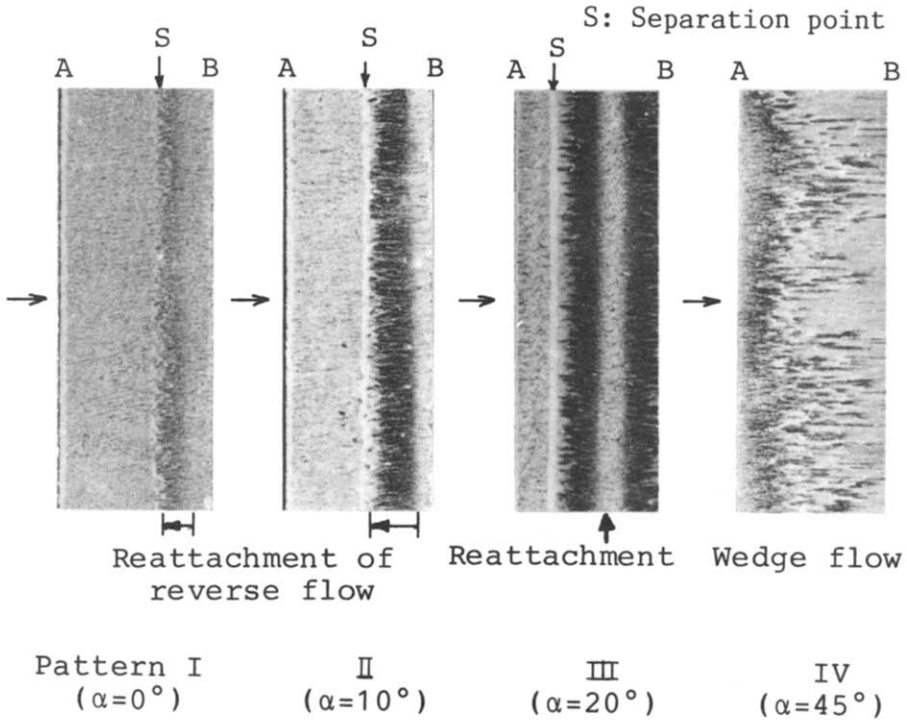 S: Separation point
S S S
A B A B A B A B
Reattachment of
reverse flow
Reattachment
Wedge flow
Pattern I II III IV
(α=0°) (α=10°) (α=20°) (α=45°)